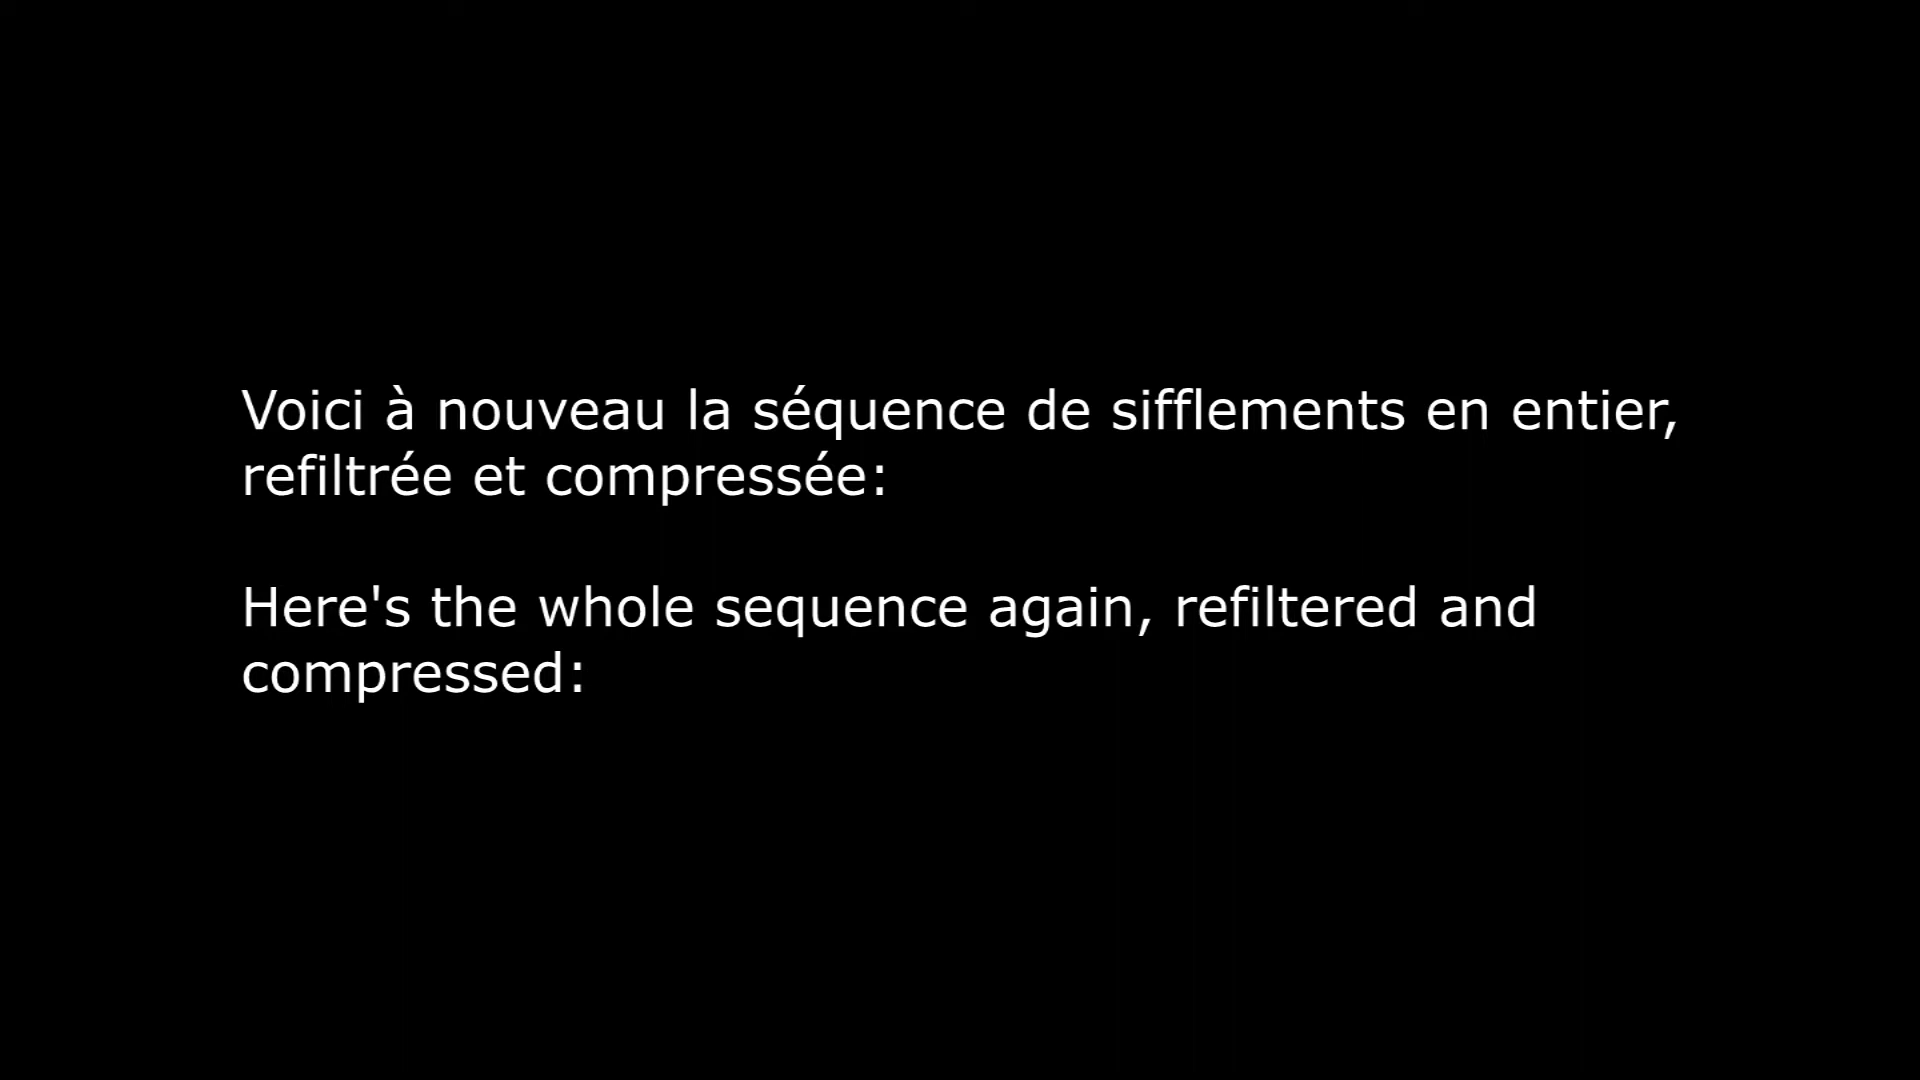 Voici à nouveau la séquence de sifflements en entier,
refiltrée et compressée:
Here's the whole sequence again, refiltered and
compressed: